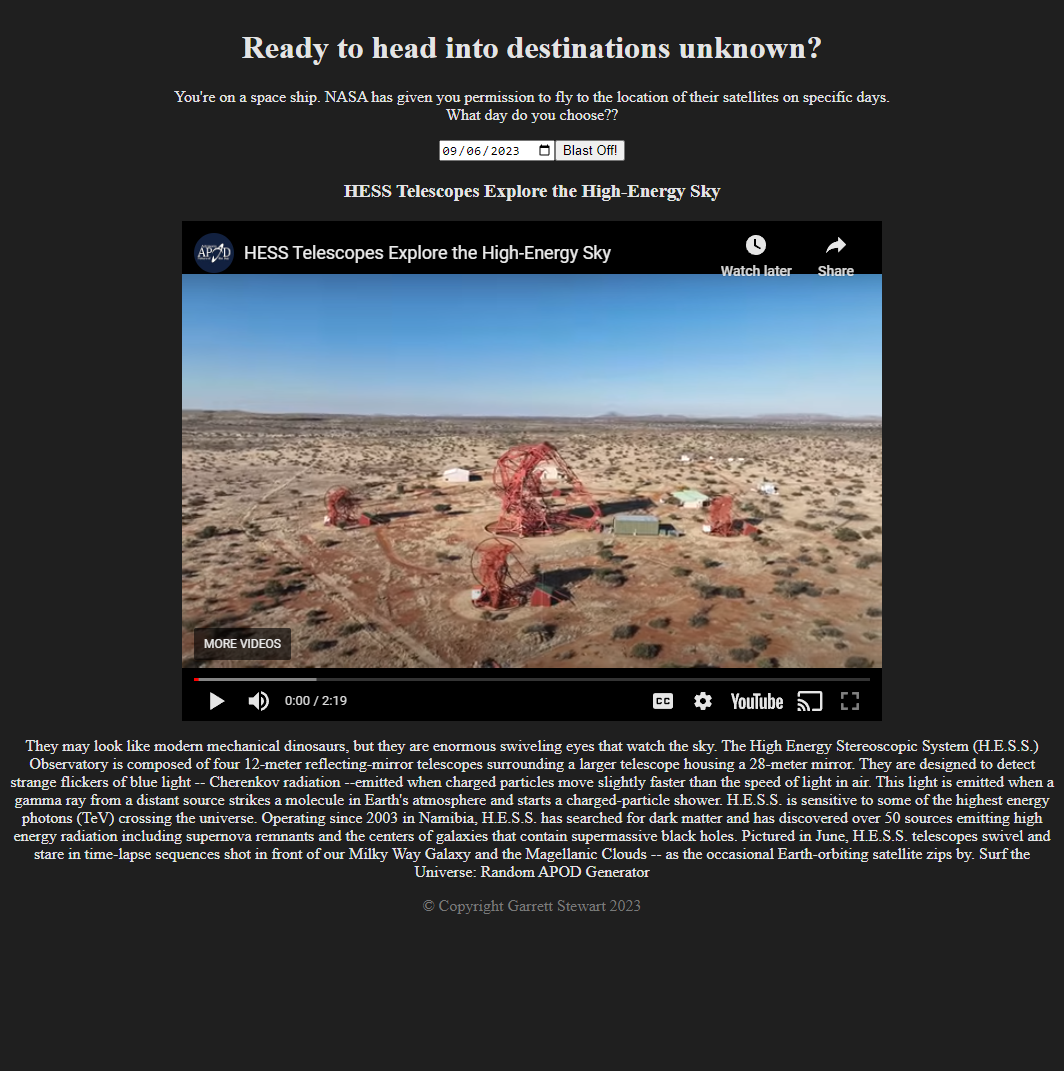 Ready to head into destinations unknown?
You're on a space ship. NASA has given you permission to fly to the location of their satellites on specific days.
What day do you choose??
09/06/2023 Blast Off!
HESS Telescopes Explore the High-Energy Sky
APOD HESS Telescopes Explore the High-Energy Sky
Watch later Share
MORE VIDEOS
0:00 / 2:19 CC YouTube
They may look like modern mechanical dinosaurs, but they are enormous swiveling eyes that watch the sky. The High Energy Stereoscopic System (H.E.S.S.)
Observatory is composed of four 12-meter reflecting-mirror telescopes surrounding a larger telescope housing a 28-meter mirror. They are designed to detect
strange flickers of blue light -- Cherenkov radiation --emitted when charged particles move slightly faster than the speed of light in air. This light is emitted when a
gamma ray from a distant source strikes a molecule in Earth's atmosphere and starts a charged-particle shower. H.E.S.S. is sensitive to some of the highest energy
photons (TeV) crossing the universe. Operating since 2003 in Namibia, H.E.S.S. has searched for dark matter and has discovered over 50 sources emitting high
energy radiation including supernova remnants and the centers of galaxies that contain supermassive black holes. Pictured in June, H.E.S.S. telescopes swivel and
stare in time-lapse sequences shot in front of our Milky Way Galaxy and the Magellanic Clouds -- as the occasional Earth-orbiting satellite zips by. Surf the
Universe: Random APOD Generator
© Copyright Garrett Stewart 2023